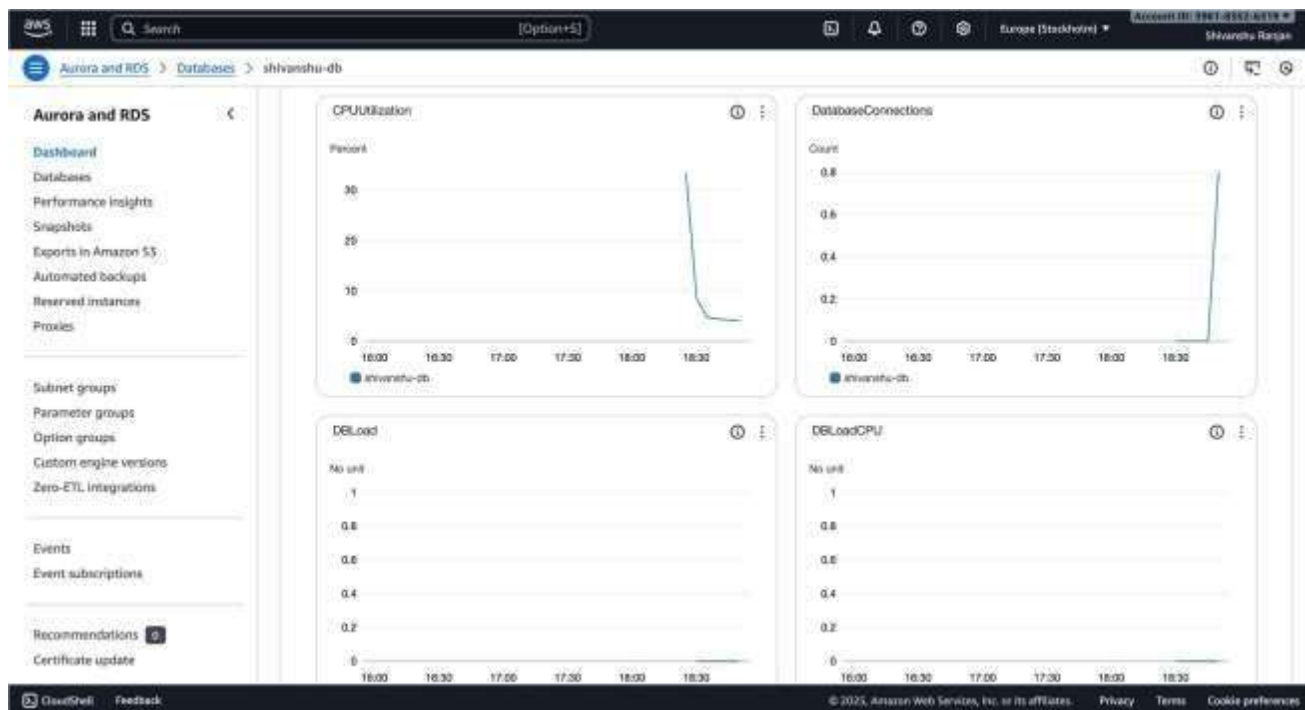 aws
Search
[Option+S]
Europe (Stockholm)
Shivanshu Ranjan
Aurora and RDS > Databases > shivanshu-db
Aurora and RDS
Dashboard
Databases
Performance insights
Snapshots
Exports in Amazon S3
Automated backups
Reserved instances
Proxies
Subnet groups
Parameter groups
Option groups
Custom engine versions
Zero-ETL integrations
Events
Event subscriptions
Recommendations 0
Certificate update
CPUUtilization
Percent
30
20
10
0
16:00 16:30 17:00 17:30 18:00 18:30
shivanshu-db
DatabaseConnections
Count
0.8
0.6
0.4
0.2
0
16:00 16:30 17:00 17:30 18:00 18:30
shivanshu-db
DBLoad
No unit
1
0.8
0.6
0.4
0.2
0
16:00 16:30 17:00 17:30 18:00 18:30
DBLoadCPU
No unit
1
0.8
0.6
0.4
0.2
0
16:00 16:30 17:00 17:30 18:00 18:30
CloudShell Feedback
© 2025, Amazon Web Services, Inc. or its affiliates. Privacy Terms Cookie preferences